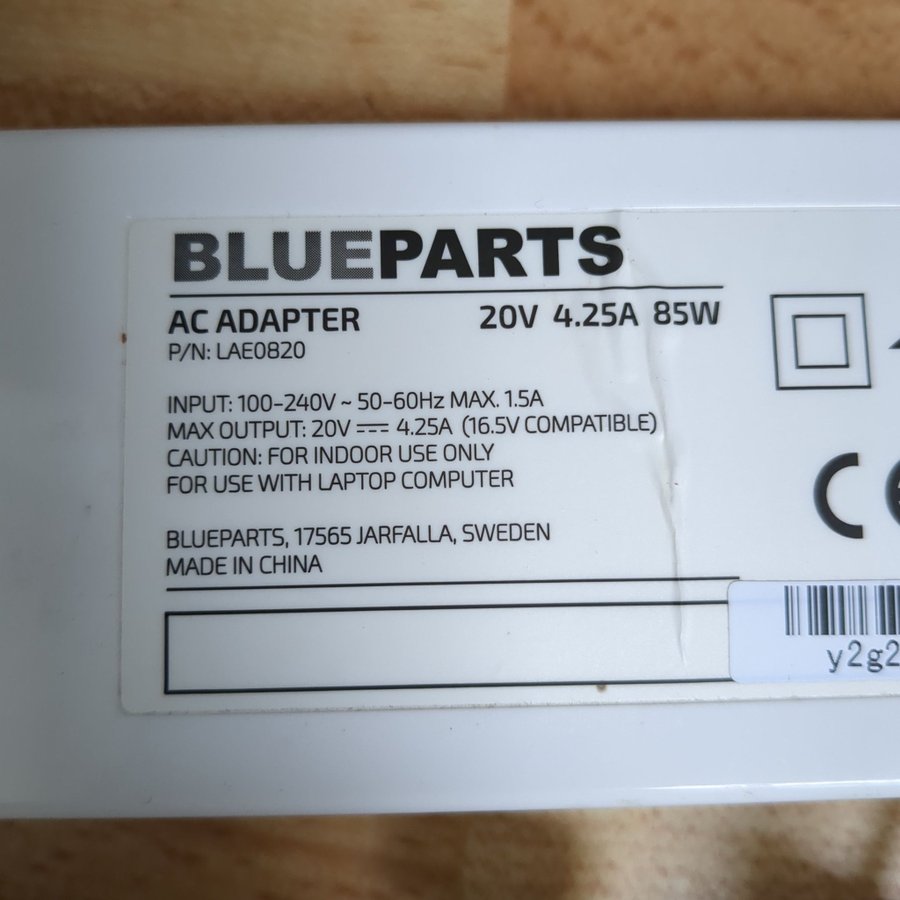 BLUEPARTS
AC ADAPTER 20V 4.25A 85W
P/N: LAE0820
INPUT: 100-240V ~ 50-60Hz MAX. 1.5A
MAX OUTPUT: 20V ⎓ 4.25A (16.5V COMPATIBLE)
CAUTION: FOR INDOOR USE ONLY
FOR USE WITH LAPTOP COMPUTER
BLUEPARTS, 17565 JARFALLA, SWEDEN
MADE IN CHINA
y2g2